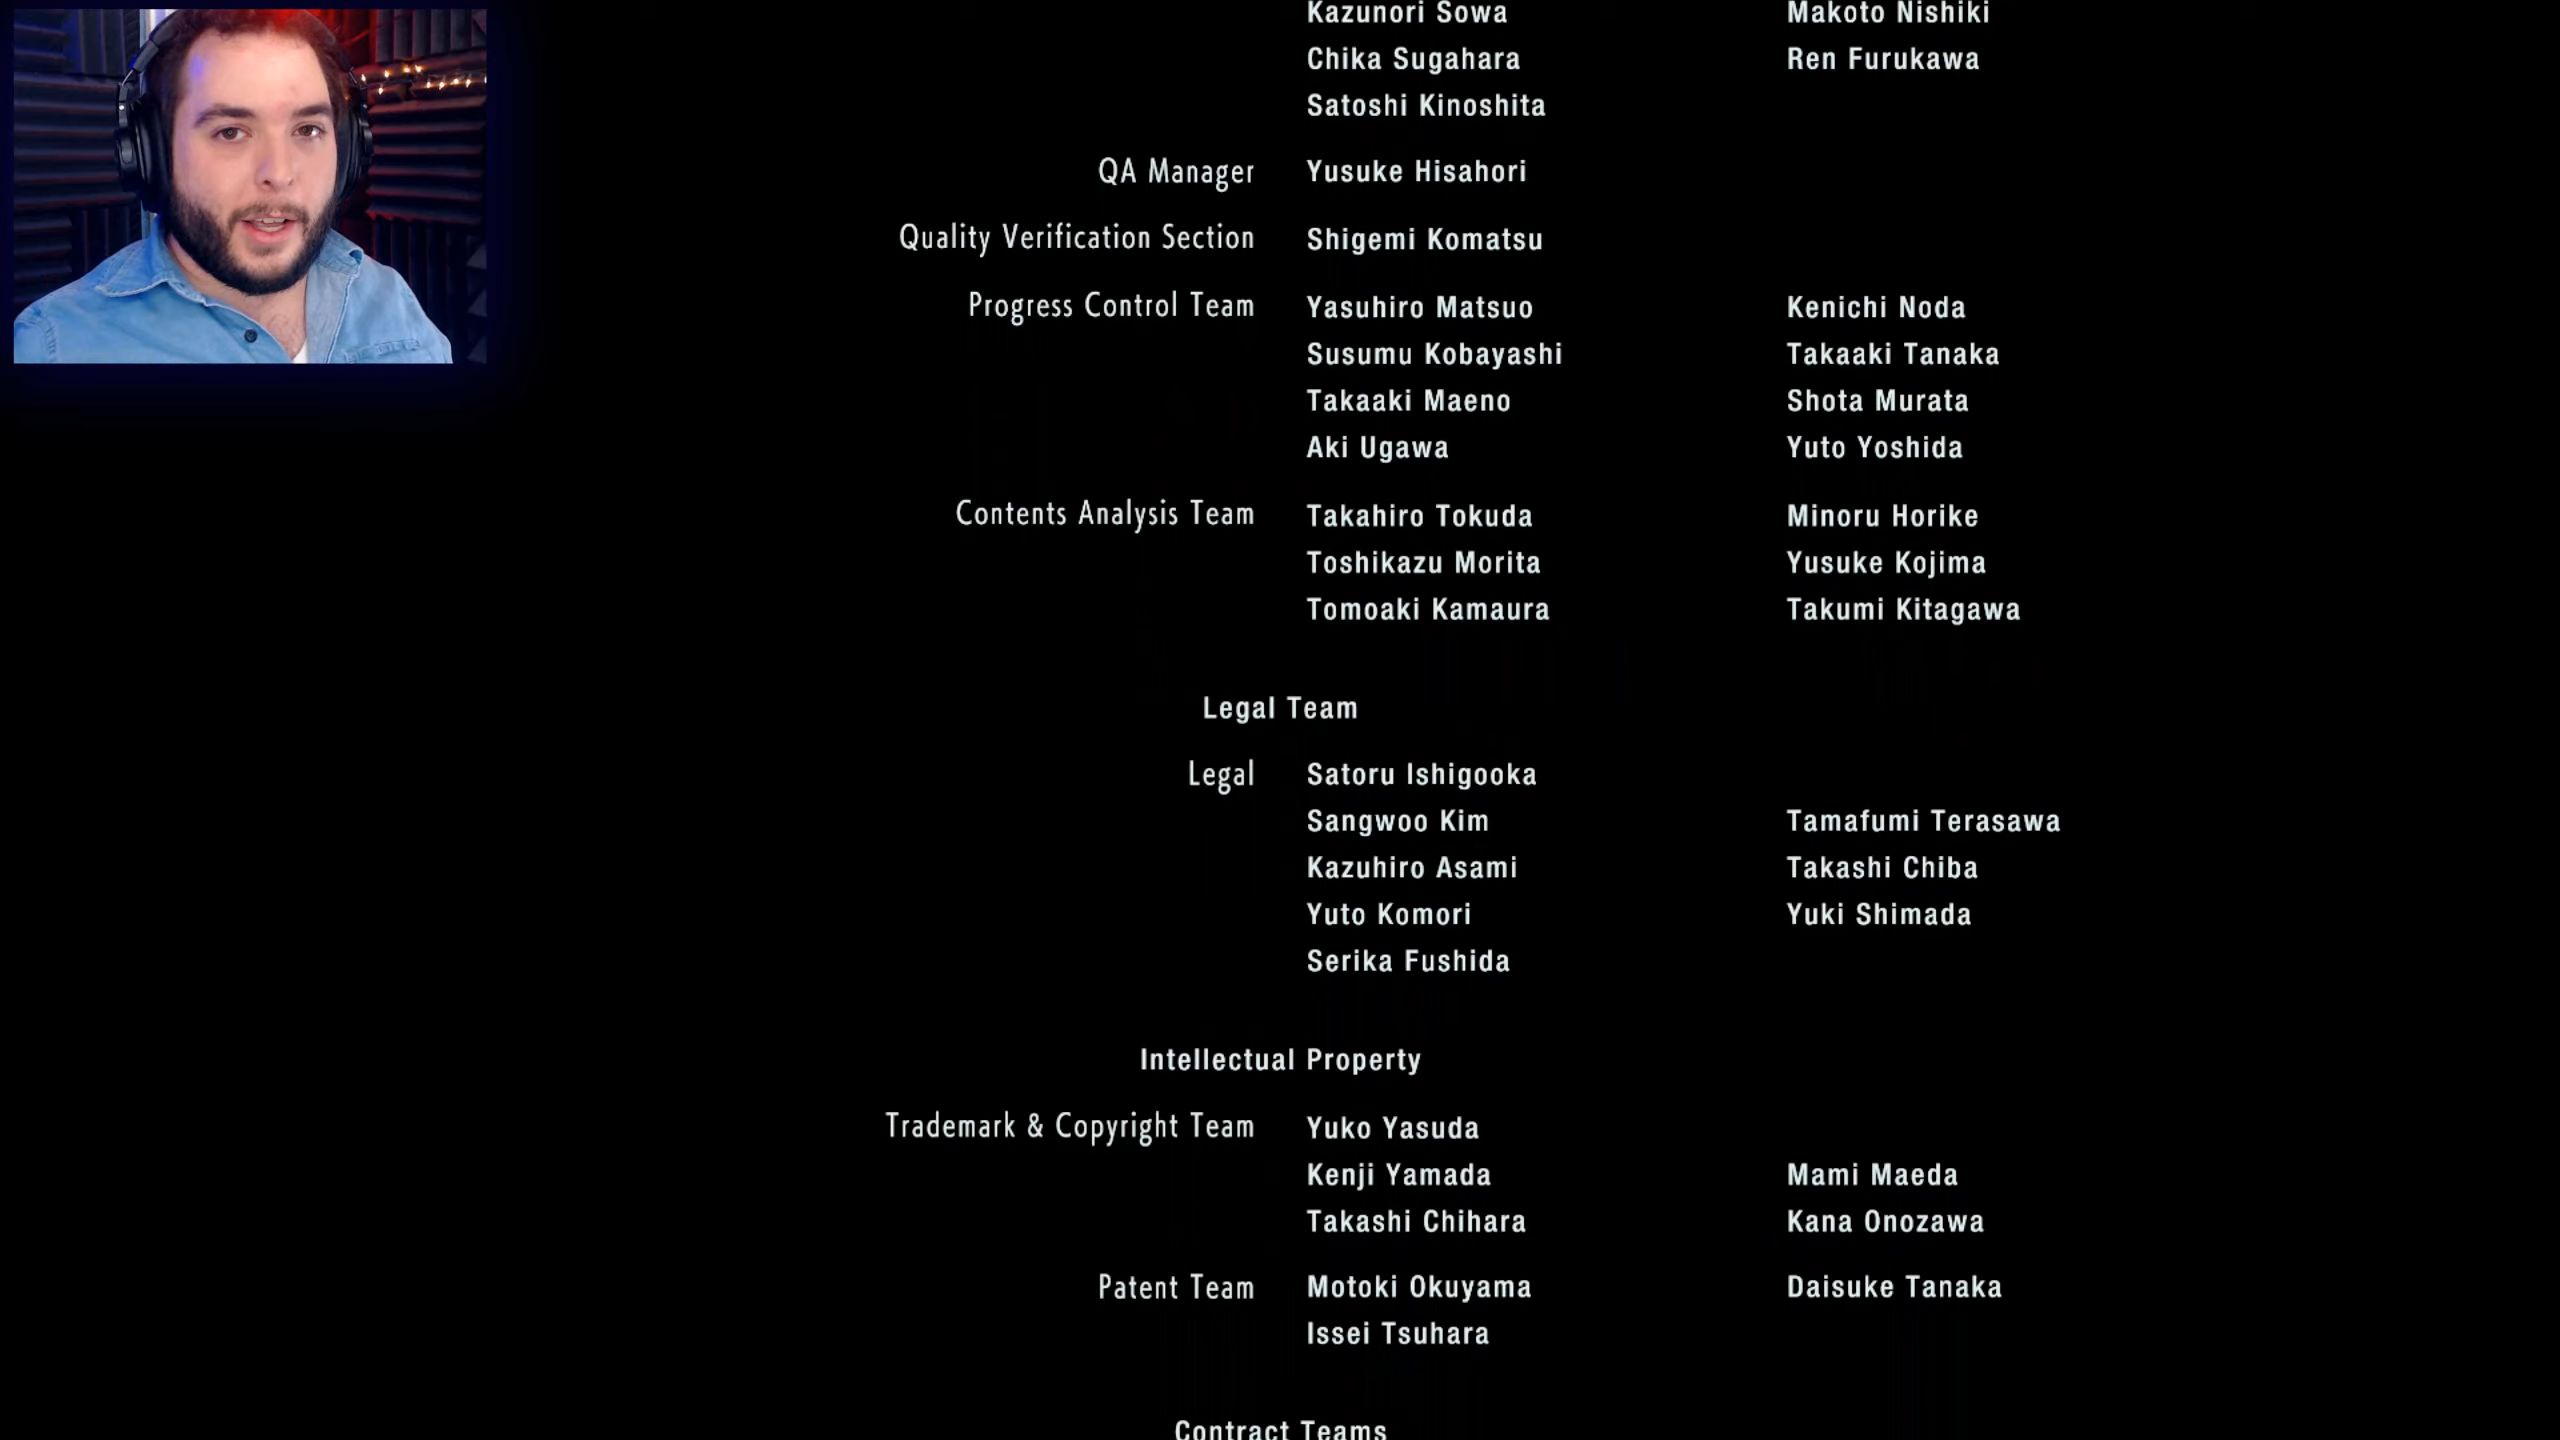 Kazunori Sowa Makoto Nishiki
Chika Sugahara Ren Furukawa
Satoshi Kinoshita
QA Manager Yusuke Hisahori
Quality Verification Section Shigemi Komatsu
Progress Control Team Yasuhiro Matsuo Kenichi Noda
Susumu Kobayashi Takaaki Tanaka
Takaaki Maeno Shota Murata
Aki Ugawa Yuto Yoshida
Contents Analysis Team Takahiro Tokuda Minoru Horike
Toshikazu Morita Yusuke Kojima
Tomoaki Kamaura Takumi Kitagawa
Legal Team
Legal Satoru Ishigooka
Sangwoo Kim Tamafumi Terasawa
Kazuhiro Asami Takashi Chiba
Yuto Komori Yuki Shimada
Serika Fushida
Intellectual Property
Trademark & Copyright Team Yuko Yasuda
Kenji Yamada Mami Maeda
Takashi Chihara Kana Onozawa
Patent Team Motoki Okuyama Daisuke Tanaka
Issei Tsuhara
Contract Teams